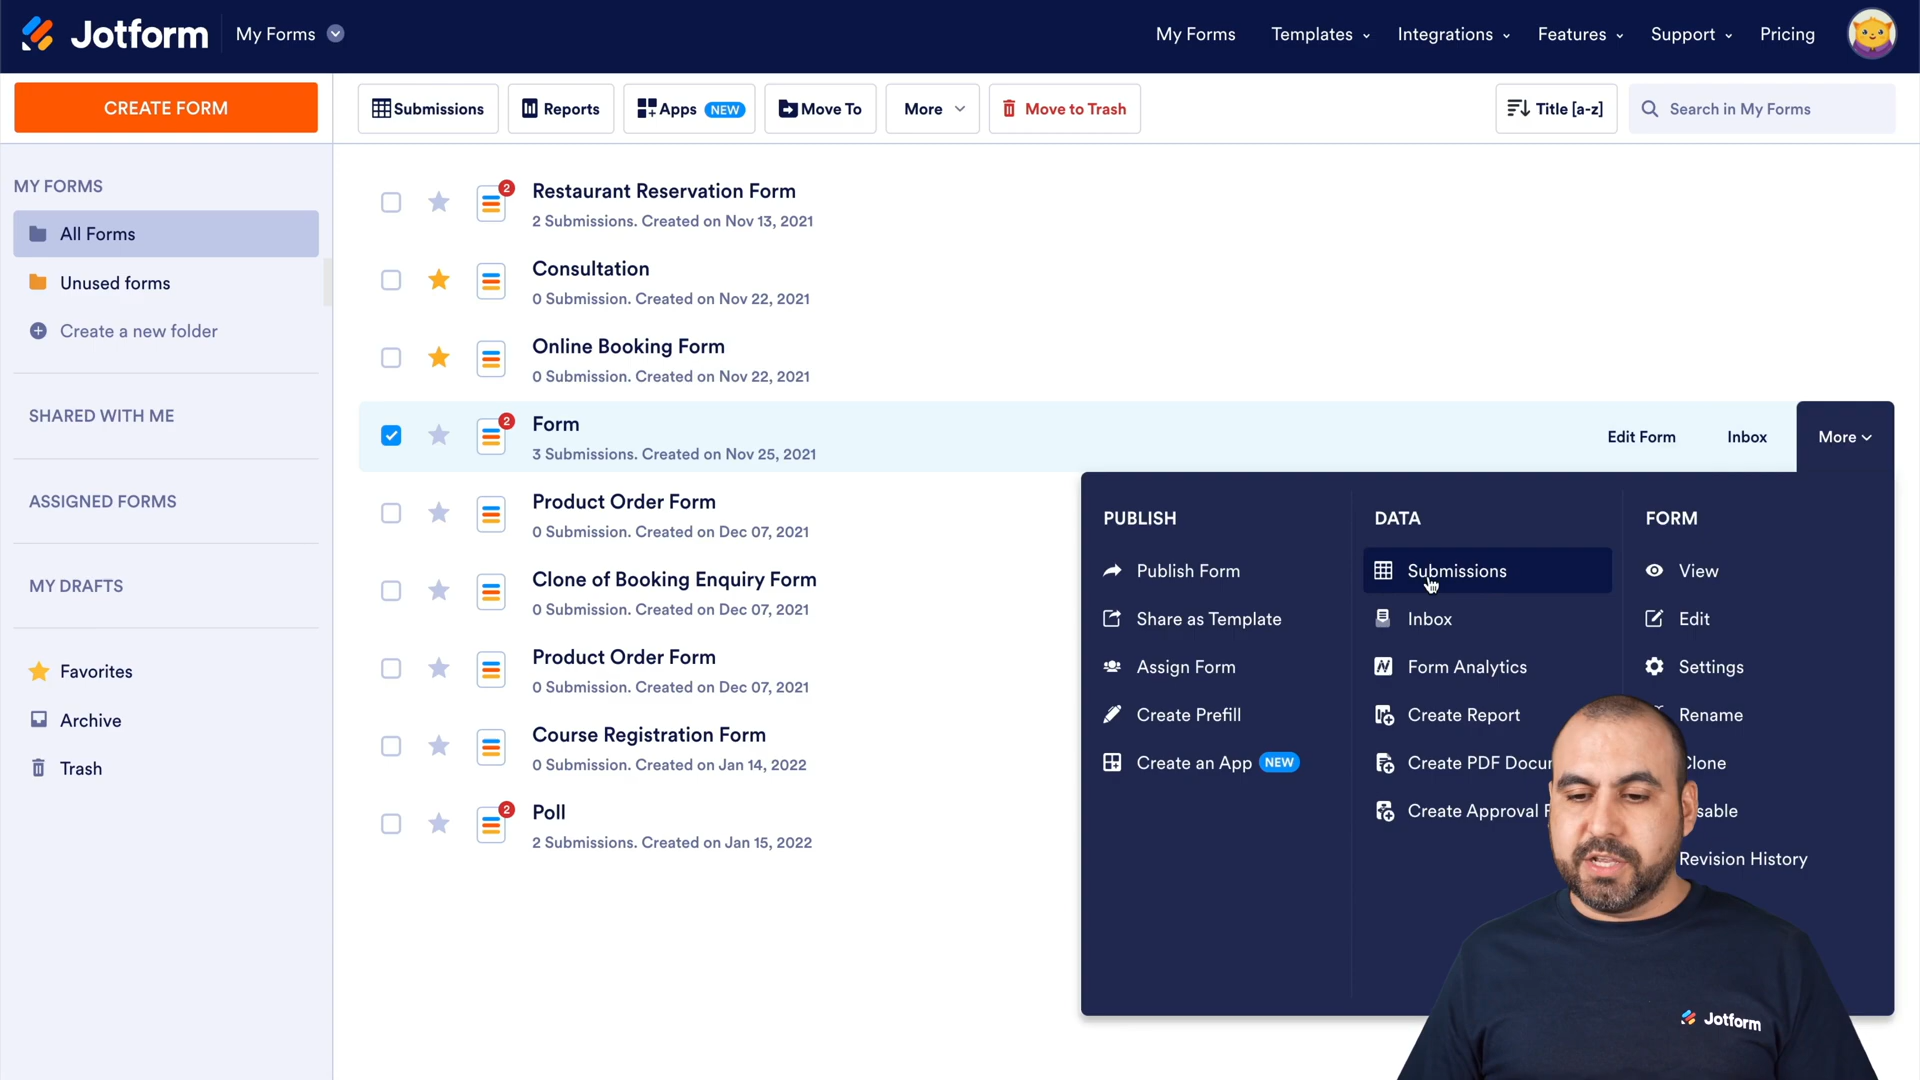 Jotform
My Forms
My Forms
Templates
Integrations
Features
Support
Pricing
CREATE FORM
Submissions
Reports
Apps NEW
Move To
More
Move to Trash
Title [a-z]
Search in My Forms
MY FORMS
All Forms
Unused forms
Create a new folder
SHARED WITH ME
ASSIGNED FORMS
MY DRAFTS
Favorites
Archive
Trash
2
Restaurant Reservation Form
2 Submissions. Created on Nov 13, 2021
Consultation
0 Submission. Created on Nov 22, 2021
Online Booking Form
0 Submission. Created on Nov 22, 2021
2
Form
3 Submissions. Created on Nov 25, 2021
Edit Form
Inbox
More
Product Order Form
0 Submission. Created on Dec 07, 2021
Clone of Booking Enquiry Form
0 Submission. Created on Dec 07, 2021
Product Order Form
0 Submission. Created on Dec 07, 2021
Course Registration Form
0 Submission. Created on Jan 14, 2022
2
Poll
2 Submissions. Created on Jan 15, 2022
PUBLISH
Publish Form
Share as Template
Assign Form
Create Prefill
Create an App NEW
DATA
Submissions
Inbox
Form Analytics
Create Report
Create PDF
Create Approval
FORM
View
Edit
Settings
Rename
Revision History
Jotform